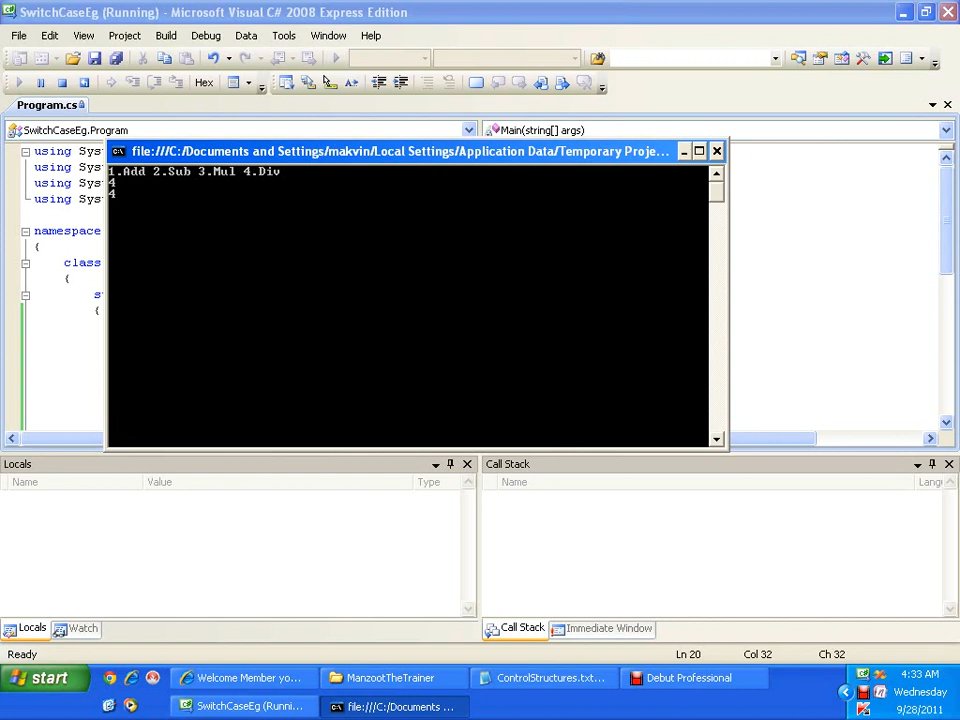 SwitchCaseEg (Running) - Microsoft Visual C# 2008 Express Edition
File Edit View Project Build Debug Data Tools Window Help
Hex
Program.cs
SwitchCaseEg.Program
Main(string[] args)
using Sys
using Sys
using Sys
using Sys
namespace
{
class
{
s
{
file:///C:/Documents and Settings/makvin/Local Settings/Application Data/Temporary Proje...
1.Add 2.Sub 3.Mul 4.Div
4
4
Locals
Name Value Type
Call Stack
Name Langu
Locals Watch
Call Stack Immediate Window
Ready Ln 20 Col 32 Ch 32
start
Welcome Member yo...
ManzootTheTrainer
ControlStructures.txt...
Debut Professional
SwitchCaseEg (Runni...
file:///C:/Documents ...
4:33 AM
Wednesday
9/28/2011